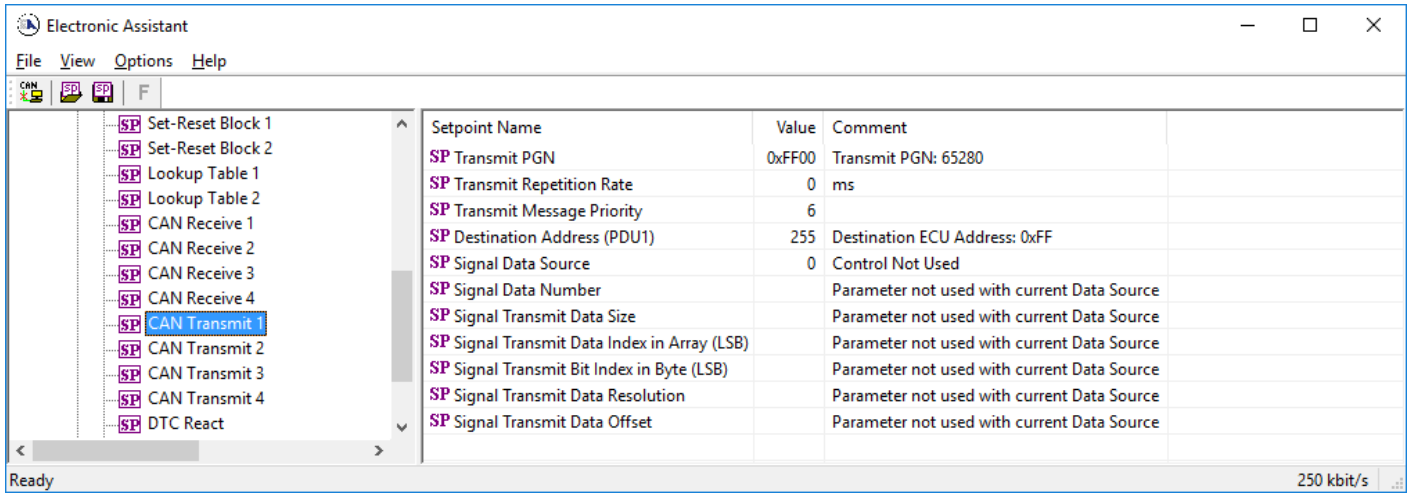 Electronic Assistant
File View Options Help
CAN SP SP F
SP Set-Reset Block 1
SP Set-Reset Block 2
SP Lookup Table 1
SP Lookup Table 2
SP CAN Receive 1
SP CAN Receive 2
SP CAN Receive 3
SP CAN Receive 4
SP CAN Transmit 1
SP CAN Transmit 2
SP CAN Transmit 3
SP CAN Transmit 4
SP DTC React
Setpoint Name Value Comment
SP Transmit PGN 0xFF00 Transmit PGN: 65280
SP Transmit Repetition Rate 0 ms
SP Transmit Message Priority 6
SP Destination Address (PDU1) 255 Destination ECU Address: 0xFF
SP Signal Data Source 0 Control Not Used
SP Signal Data Number Parameter not used with current Data Source
SP Signal Transmit Data Size Parameter not used with current Data Source
SP Signal Transmit Data Index in Array (LSB) Parameter not used with current Data Source
SP Signal Transmit Bit Index in Byte (LSB) Parameter not used with current Data Source
SP Signal Transmit Data Resolution Parameter not used with current Data Source
SP Signal Transmit Data Offset Parameter not used with current Data Source
Ready 250 kbit/s